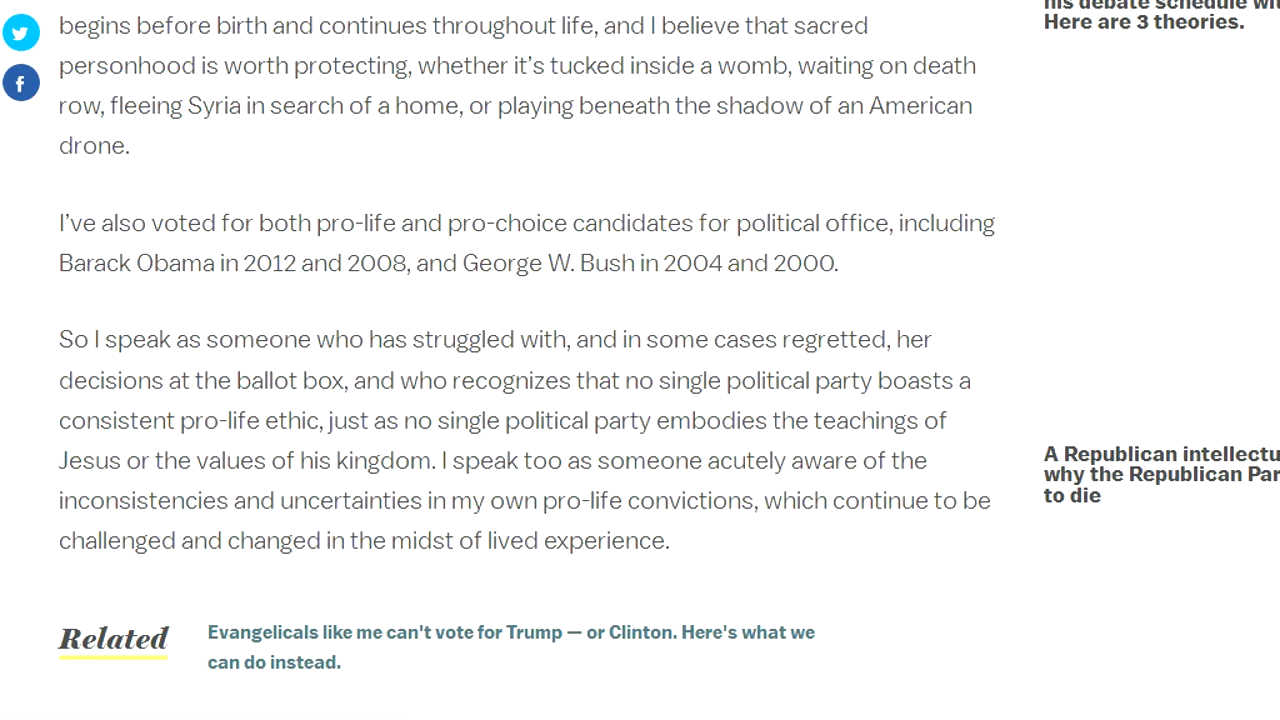 begins before birth and continues throughout life, and I believe that sacred
personhood is worth protecting, whether it’s tucked inside a womb, waiting on death
row, fleeing Syria in search of a home, or playing beneath the shadow of an American
drone.
I’ve also voted for both pro-life and pro-choice candidates for political office, including
Barack Obama in 2012 and 2008, and George W. Bush in 2004 and 2000.
So I speak as someone who has struggled with, and in some cases regretted, her
decisions at the ballot box, and who recognizes that no single political party boasts a
consistent pro-life ethic, just as no single political party embodies the teachings of
Jesus or the values of his kingdom. I speak too as someone acutely aware of the
inconsistencies and uncertainties in my own pro-life convictions, which continue to be
challenged and changed in the midst of lived experience.
Related
Evangelicals like me can't vote for Trump — or Clinton. Here's what we
can do instead.
his debate schedule
Here are 3 theories.
A Republican
why the Republican
to die